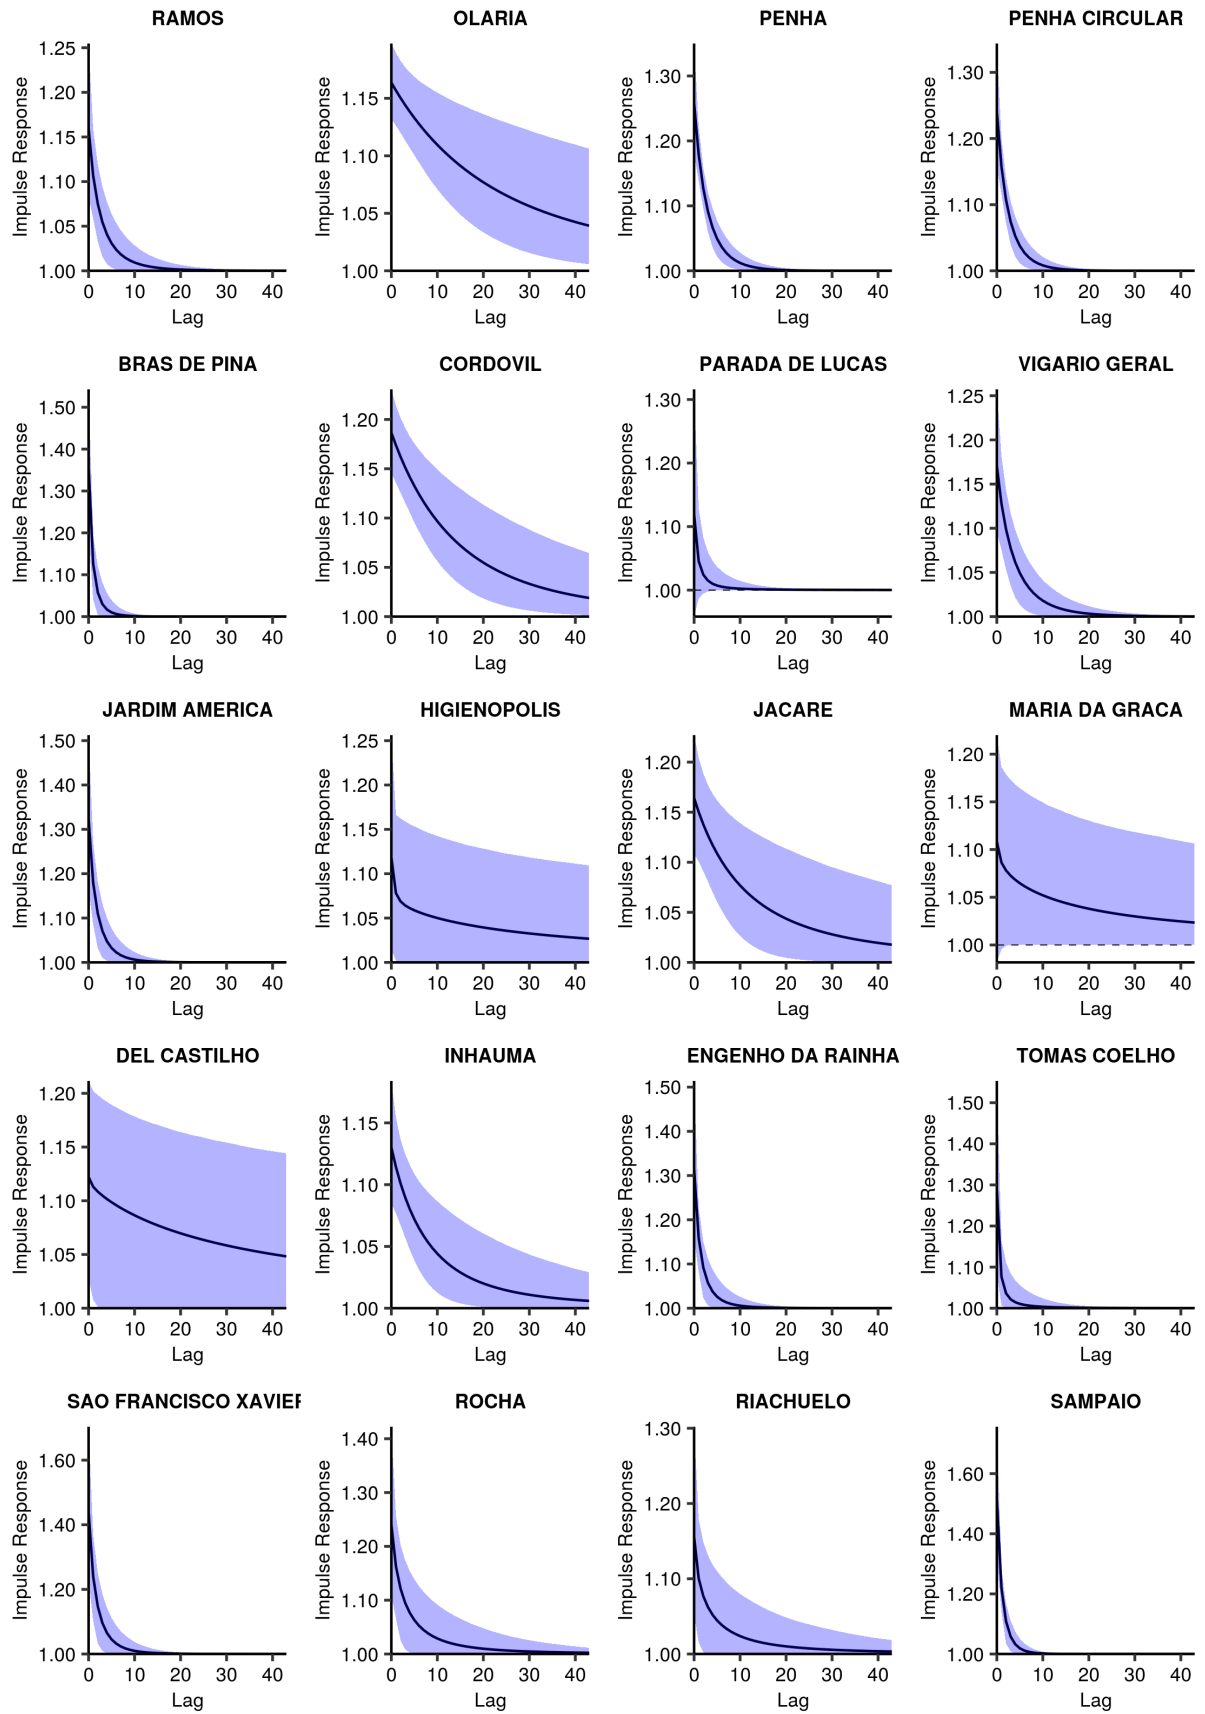 RAMOS
Impulse Response
1.25
1.20
1.15
1.10
1.05
1.00
0 10 20 30 40
Lag
OLARIA
Impulse Response
1.15
1.10
1.05
1.00
0 10 20 30 40
Lag
PENHA
Impulse Response
1.30
1.20
1.10
1.00
0 10 20 30 40
Lag
PENHA CIRCULAR
Impulse Response
1.30
1.20
1.10
1.00
0 10 20 30 40
Lag
BRAS DE PINA
Impulse Response
1.50
1.40
1.30
1.20
1.10
1.00
0 10 20 30 40
Lag
CORDOVIL
Impulse Response
1.20
1.15
1.10
1.05
1.00
0 10 20 30 40
Lag
PARADA DE LUCAS
Impulse Response
1.30
1.20
1.10
1.00
0 10 20 30 40
Lag
VIGARIO GERAL
Impulse Response
1.25
1.20
1.15
1.10
1.05
1.00
0 10 20 30 40
Lag
JARDIM AMERICA
Impulse Response
1.50
1.40
1.30
1.20
1.10
1.00
0 10 20 30 40
Lag
HIGIENOPOLIS
Impulse Response
1.25
1.20
1.15
1.10
1.05
1.00
0 10 20 30 40
Lag
JACARE
Impulse Response
1.20
1.15
1.10
1.05
1.00
0 10 20 30 40
Lag
MARIA DA GRACA
Impulse Response
1.20
1.15
1.10
1.05
1.00
0 10 20 30 40
Lag
DEL CASTILHO
Impulse Response
1.20
1.15
1.10
1.05
1.00
0 10 20 30 40
Lag
INHAUMA
Impulse Response
1.15
1.10
1.05
1.00
0 10 20 30 40
Lag
ENGENHO DA RAINHA
Impulse Response
1.50
1.40
1.30
1.20
1.10
1.00
0 10 20 30 40
Lag
TOMAS COELHO
Impulse Response
1.50
1.40
1.30
1.20
1.10
1.00
0 10 20 30 40
Lag
SAO FRANCISCO XAVIER
Impulse Response
1.60
1.40
1.20
1.00
0 10 20 30 40
Lag
ROCHA
Impulse Response
1.40
1.30
1.20
1.10
1.00
0 10 20 30 40
Lag
RIACHUELO
Impulse Response
1.30
1.20
1.10
1.00
0 10 20 30 40
Lag
SAMPAIO
Impulse Response
1.60
1.40
1.20
1.00
0 10 20 30 40
Lag